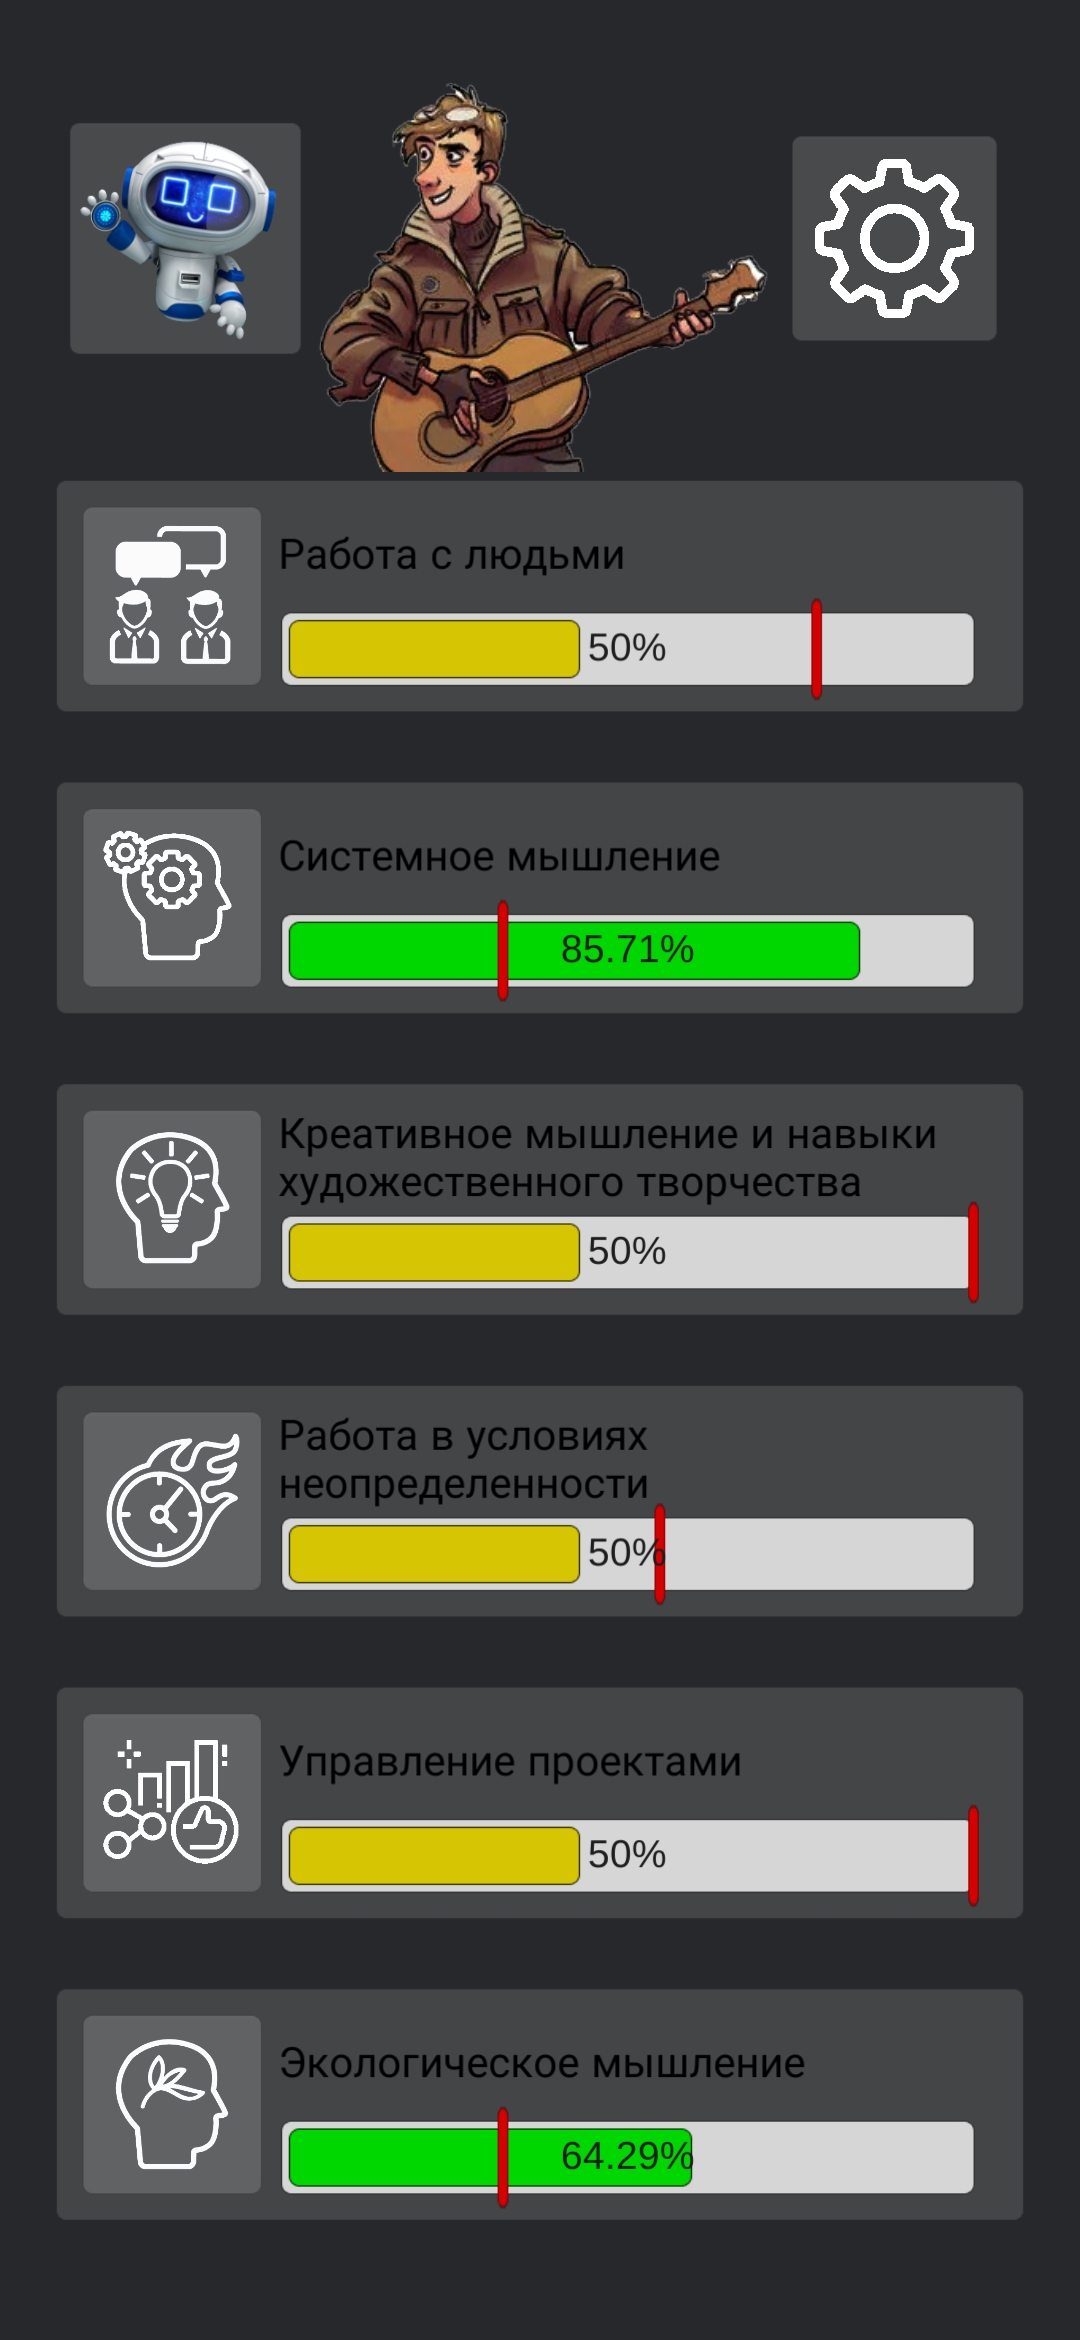 Работа с людьми
50%
Системное мышление
85.71%
Креативное мышление и навыки
художественного творчества
50%
Работа в условиях
неопределенности
50%
Управление проектами
50%
Экологическое мышление
64.29%